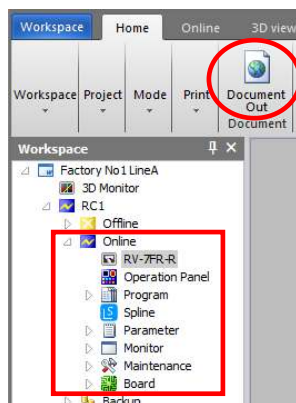 Workspace Home Online 3D view
Workspace Project Mode Print Document Out
Document
Workspace
Factory No1 LineA
3D Monitor
RC1
Offline
Online
RV-7FR-R
Operation Panel
Program
Spline
Parameter
Monitor
Maintenance
Board
Backup